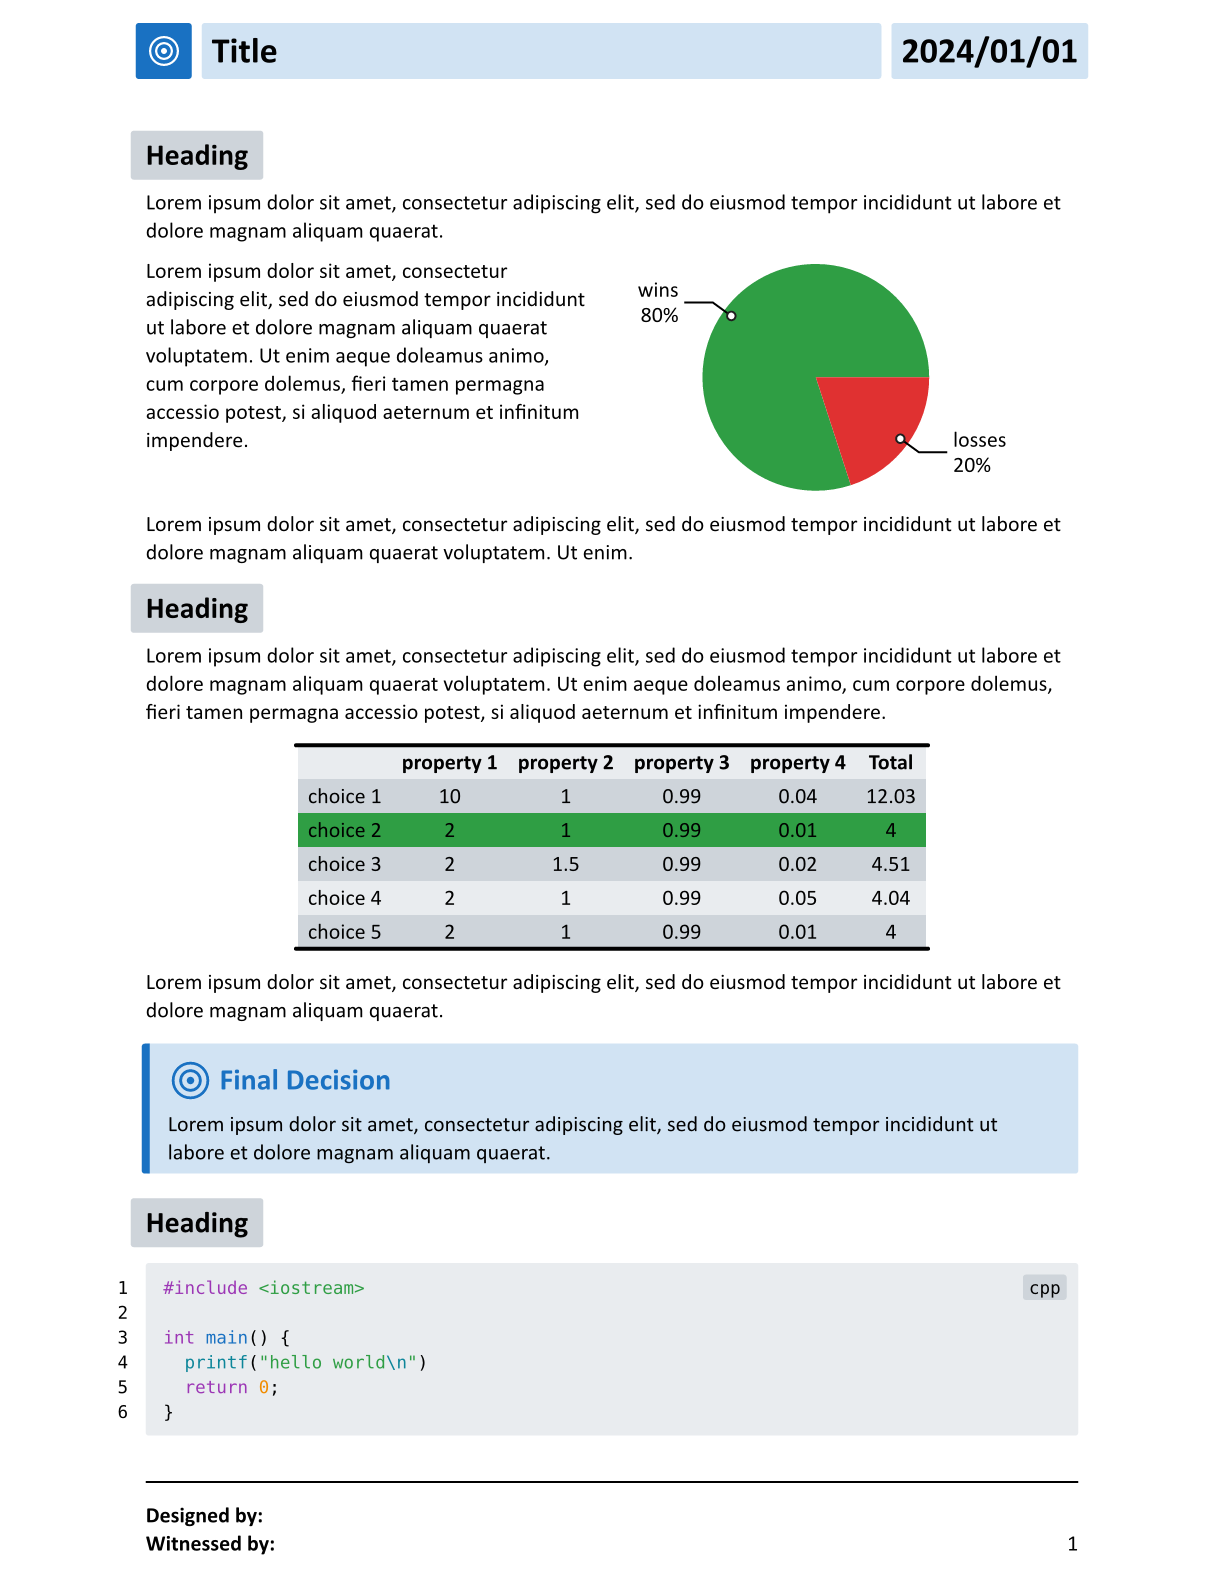 Title
2024/01/01
Heading
Lorem ipsum dolor sit amet, consectetur adipiscing elit, sed do eiusmod tempor incididunt ut labore et
dolore magnam aliquam quaerat.
Lorem ipsum dolor sit amet, consectetur
adipiscing elit, sed do eiusmod tempor incididunt
ut labore et dolore magnam aliquam quaerat
voluptatem. Ut enim aeque doleamus animo,
cum corpore dolemus, fieri tamen permagna
accessio potest, si aliquod aeternum et infinitum
impendere.
wins
80%
losses
20%
Lorem ipsum dolor sit amet, consectetur adipiscing elit, sed do eiusmod tempor incididunt ut labore et
dolore magnam aliquam quaerat voluptatem. Ut enim.
Heading
Lorem ipsum dolor sit amet, consectetur adipiscing elit, sed do eiusmod tempor incididunt ut labore et
dolore magnam aliquam quaerat voluptatem. Ut enim aeque doleamus animo, cum corpore dolemus,
fieri tamen permagna accessio potest, si aliquod aeternum et infinitum impendere.
property 1 property 2 property 3 property 4 Total
choice 1 10 1 0.99 0.04 12.03
choice 2 2 1 0.99 0.01 4
choice 3 2 1.5 0.99 0.02 4.51
choice 4 2 1 0.99 0.05 4.04
choice 5 2 1 0.99 0.01 4
Lorem ipsum dolor sit amet, consectetur adipiscing elit, sed do eiusmod tempor incididunt ut labore et
dolore magnam aliquam quaerat.
Final Decision
Lorem ipsum dolor sit amet, consectetur adipiscing elit, sed do eiusmod tempor incididunt ut
labore et dolore magnam aliquam quaerat.
Heading
1 #include <iostream> cpp
2
3 int main() {
4   printf("hello world\n")
5   return 0;
6 }
Designed by:
Witnessed by: 1